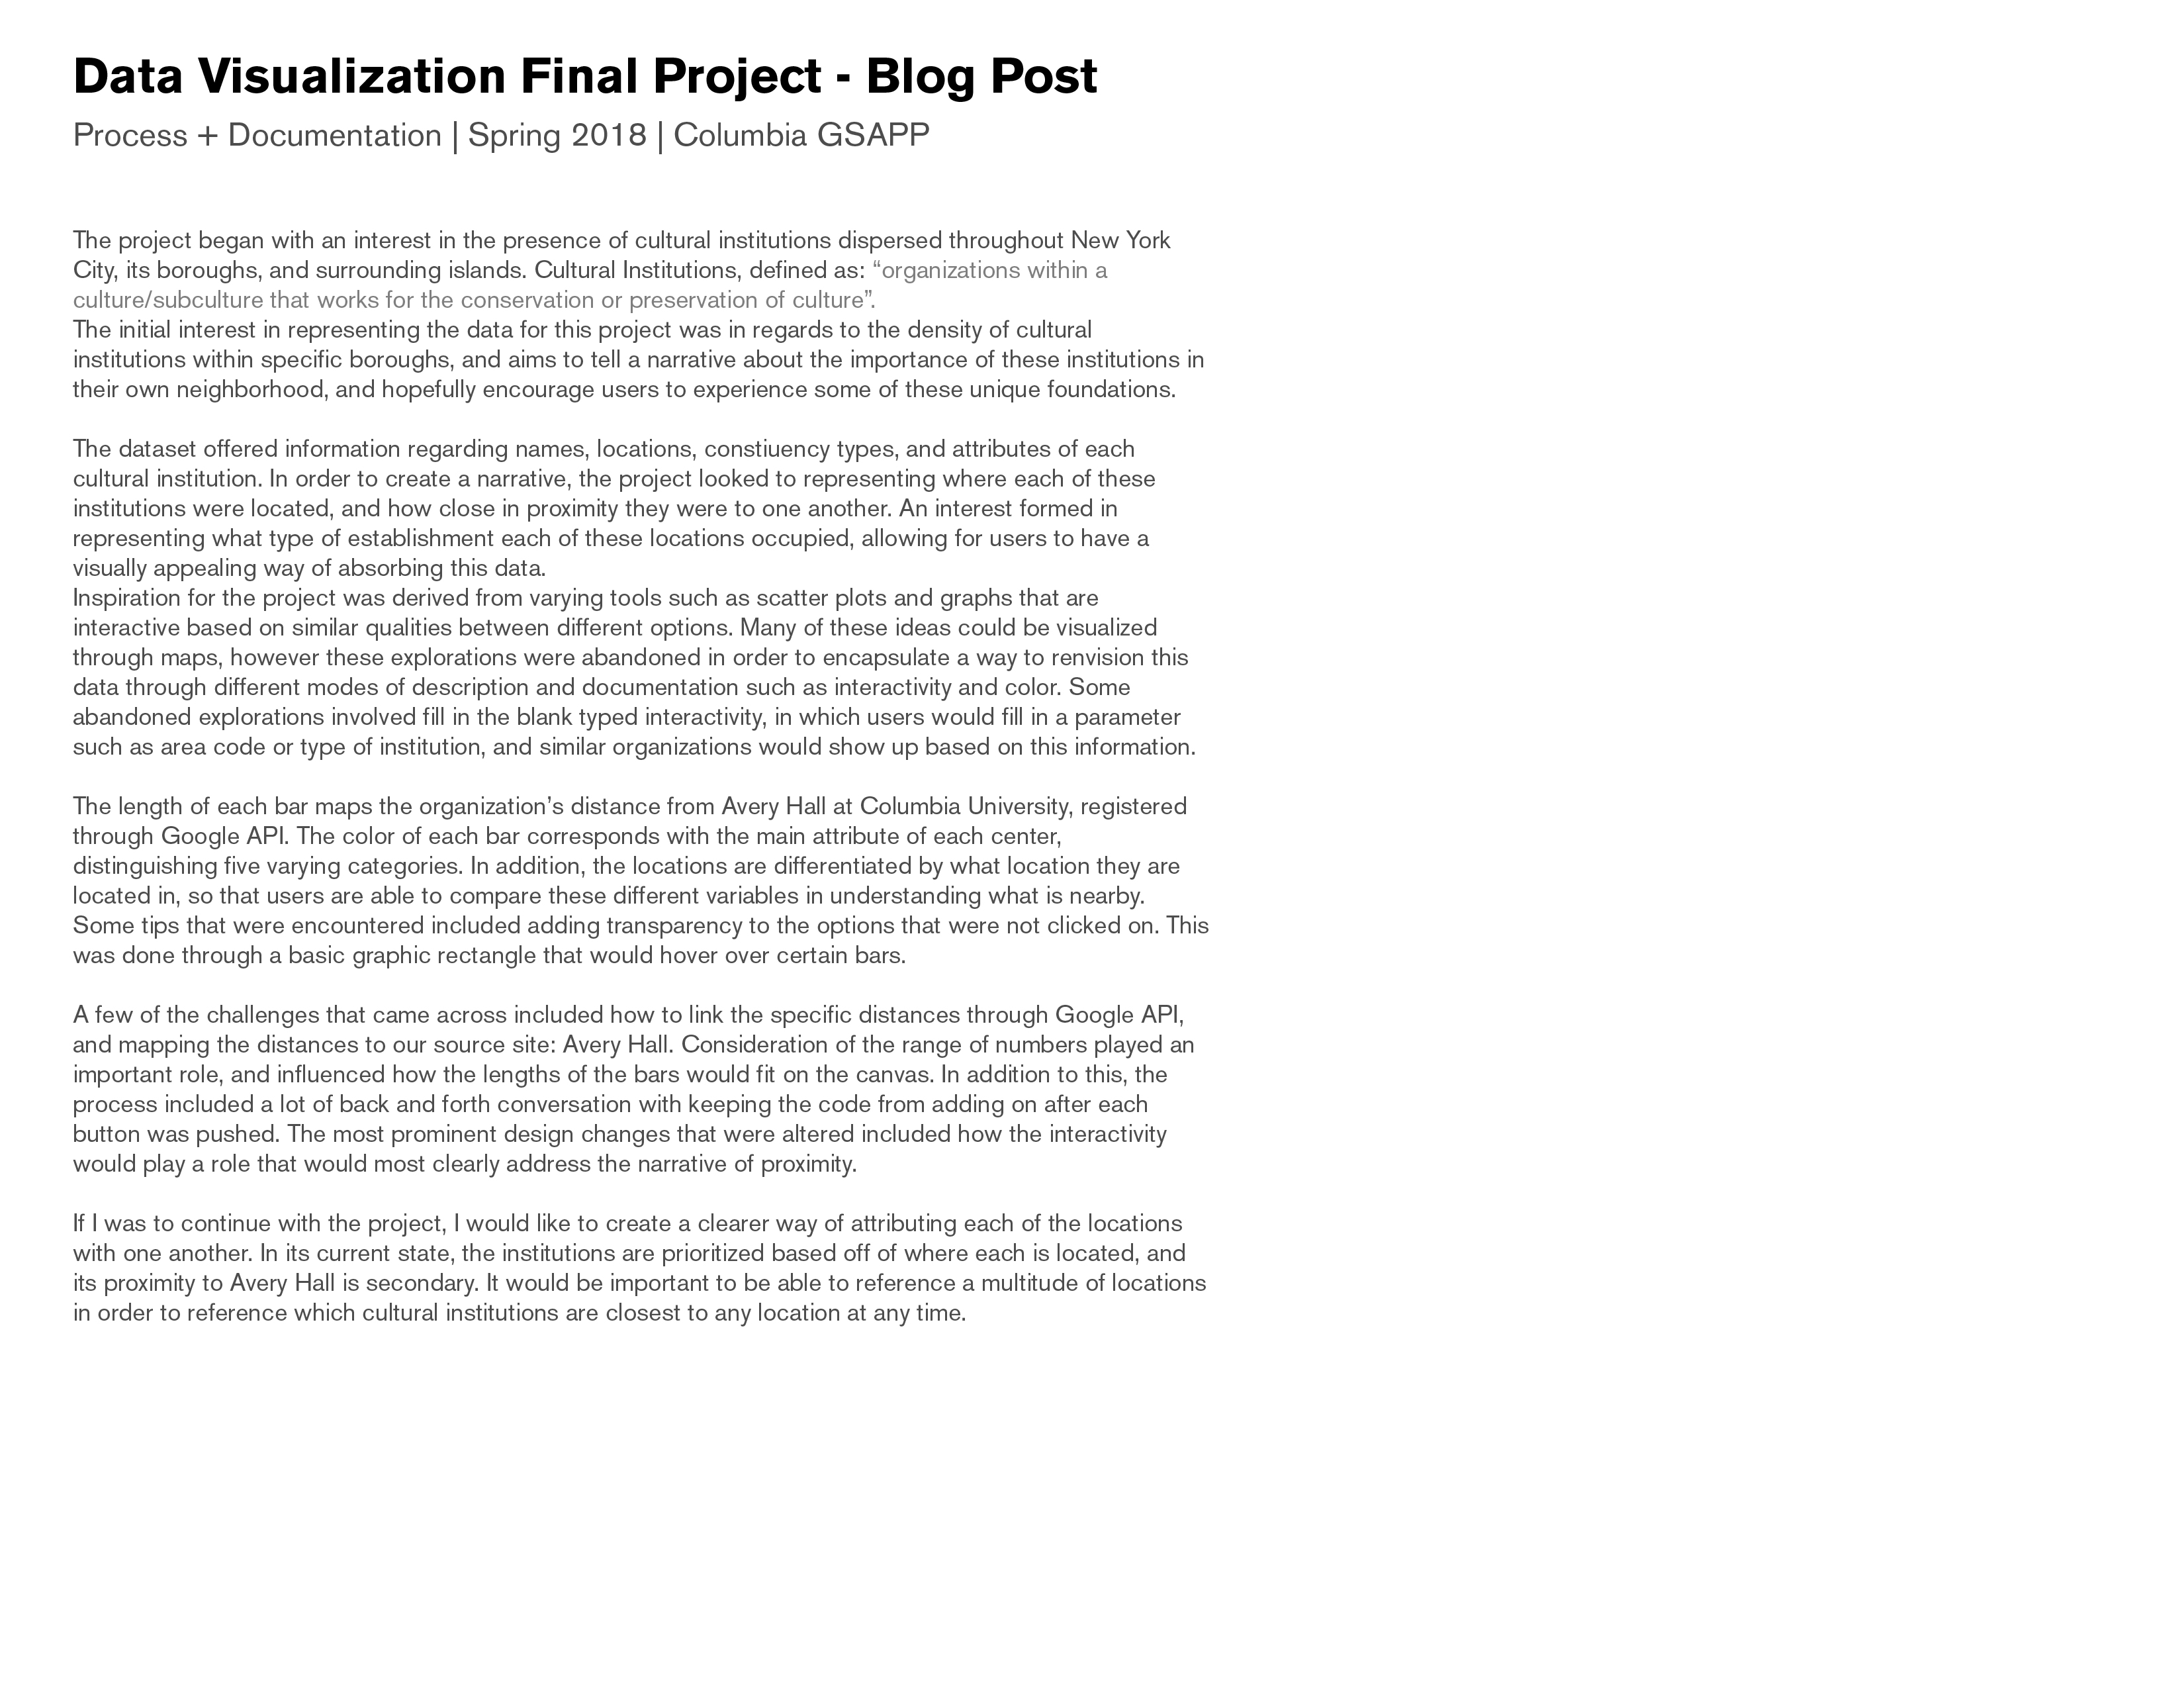 Data Visualization Final Project - Blog Post
Process + Documentation | Spring 2018 | Columbia GSAPP
The project began with an interest in the presence of cultural institutions dispersed throughout New York
City, its boroughs, and surrounding islands. Cultural Institutions, defined as: “organizations within a
culture/subculture that works for the conservation or preservation of culture”.
The initial interest in representing the data for this project was in regards to the density of cultural
institutions within specific boroughs, and aims to tell a narrative about the importance of these institutions in
their own neighborhood, and hopefully encourage users to experience some of these unique foundations.
The dataset offered information regarding names, locations, constiuency types, and attributes of each
cultural institution. In order to create a narrative, the project looked to representing where each of these
institutions were located, and how close in proximity they were to one another. An interest formed in
representing what type of establishment each of these locations occupied, allowing for users to have a
visually appealing way of absorbing this data.
Inspiration for the project was derived from varying tools such as scatter plots and graphs that are
interactive based on similar qualities between different options. Many of these ideas could be visualized
through maps, however these explorations were abandoned in order to encapsulate a way to renvision this
data through different modes of description and documentation such as interactivity and color. Some
abandoned explorations involved fill in the blank typed interactivity, in which users would fill in a parameter
such as area code or type of institution, and similar organizations would show up based on this information.
The length of each bar maps the organization’s distance from Avery Hall at Columbia University, registered
through Google API. The color of each bar corresponds with the main attribute of each center,
distinguishing five varying categories. In addition, the locations are differentiated by what location they are
located in, so that users are able to compare these different variables in understanding what is nearby.
Some tips that were encountered included adding transparency to the options that were not clicked on. This
was done through a basic graphic rectangle that would hover over certain bars.
A few of the challenges that came across included how to link the specific distances through Google API,
and mapping the distances to our source site: Avery Hall. Consideration of the range of numbers played an
important role, and influenced how the lengths of the bars would fit on the canvas. In addition to this, the
process included a lot of back and forth conversation with keeping the code from adding on after each
button was pushed. The most prominent design changes that were altered included how the interactivity
would play a role that would most clearly address the narrative of proximity.
If I was to continue with the project, I would like to create a clearer way of attributing each of the locations
with one another. In its current state, the institutions are prioritized based off of where each is located, and
its proximity to Avery Hall is secondary. It would be important to be able to reference a multitude of locations
in order to reference which cultural institutions are closest to any location at any time.